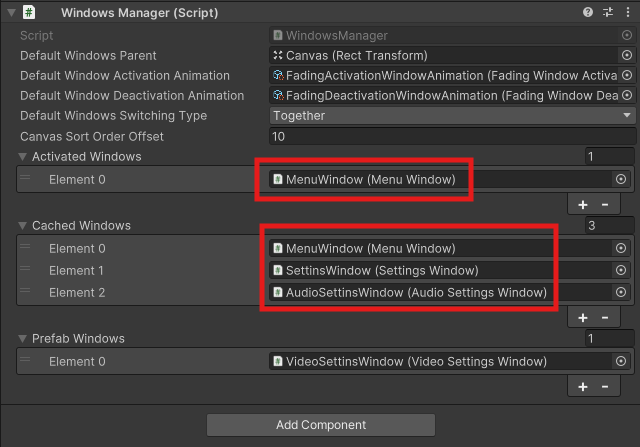 Windows Manager (Script)
Script WindowsManager
Default Windows Parent Canvas (Rect Transform)
Default Window Activation Animation FadingActivationWindowAnimation (Fading Window Activa
Default Window Deactivation Animation FadingDeactivationWindowAnimation (Fading Window Dea
Default Windows Switching Type Together
Canvas Sort Order Offset 10
Activated Windows 1
Element 0 MenuWindow (Menu Window)
+ -
Cached Windows 3
Element 0 MenuWindow (Menu Window)
Element 1 SettinsWindow (Settings Window)
Element 2 AudioSettinsWindow (Audio Settings Window)
+ -
Prefab Windows 1
Element 0 VideoSettinsWindow (Video Settings Window)
+ -
Add Component